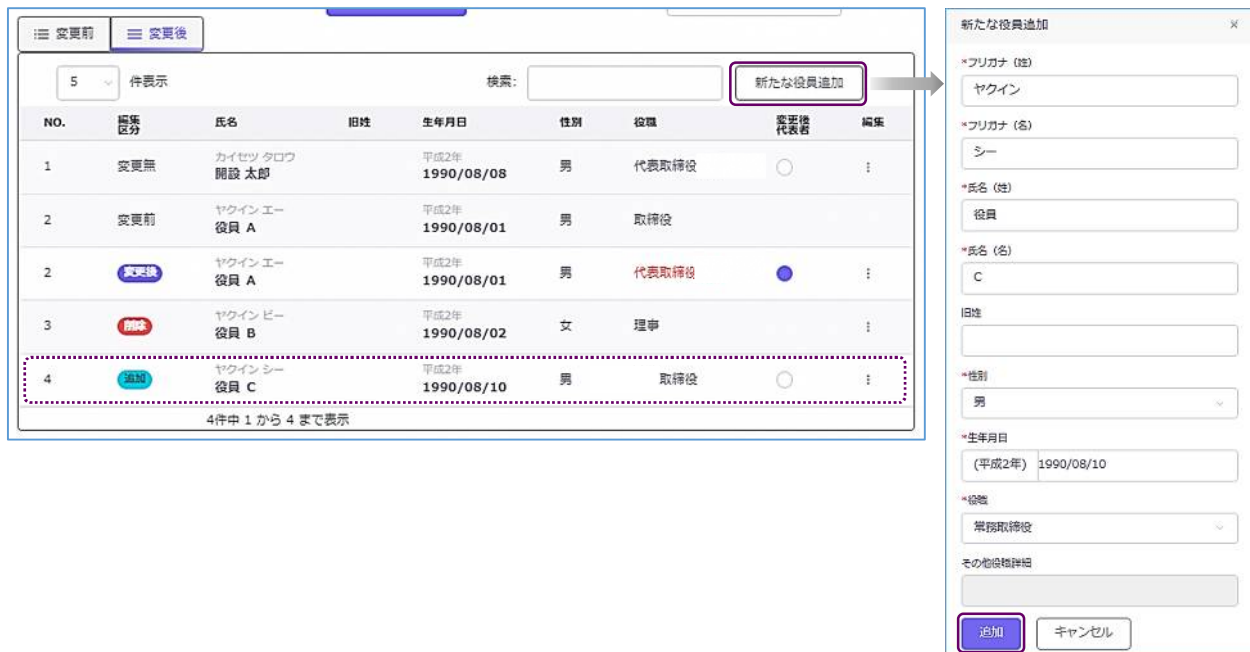 変更前
変更後
5 件表示
検索:
新たな役員追加
NO. 編集区分 氏名 旧姓 生年月日 性別 役職 変更後代表者 編集
カイセツ タロウ 平成2年
1 変更無 開設 太郎 1990/08/08 男 代表取締役
ヤクイン エー 平成2年
2 変更前 役員 A 1990/08/01 男 取締役
ヤクイン エー 平成2年
2 変更後 役員 A 1990/08/01 男 代表取締役
ヤクイン ビー 平成2年
3 削除 役員 B 1990/08/02 女 理事
ヤクイン シー 平成2年
4 追加 役員 C 1990/08/10 男 取締役
4件中 1 から 4 まで表示
新たな役員追加 ×
*フリガナ (姓)
ヤクイン
*フリガナ (名)
シー
*氏名 (姓)
役員
*氏名 (名)
C
旧姓
*性別
男
*生年月日
(平成2年) 1990/08/10
*役職
常務取締役
その他役職詳細
追加 キャンセル